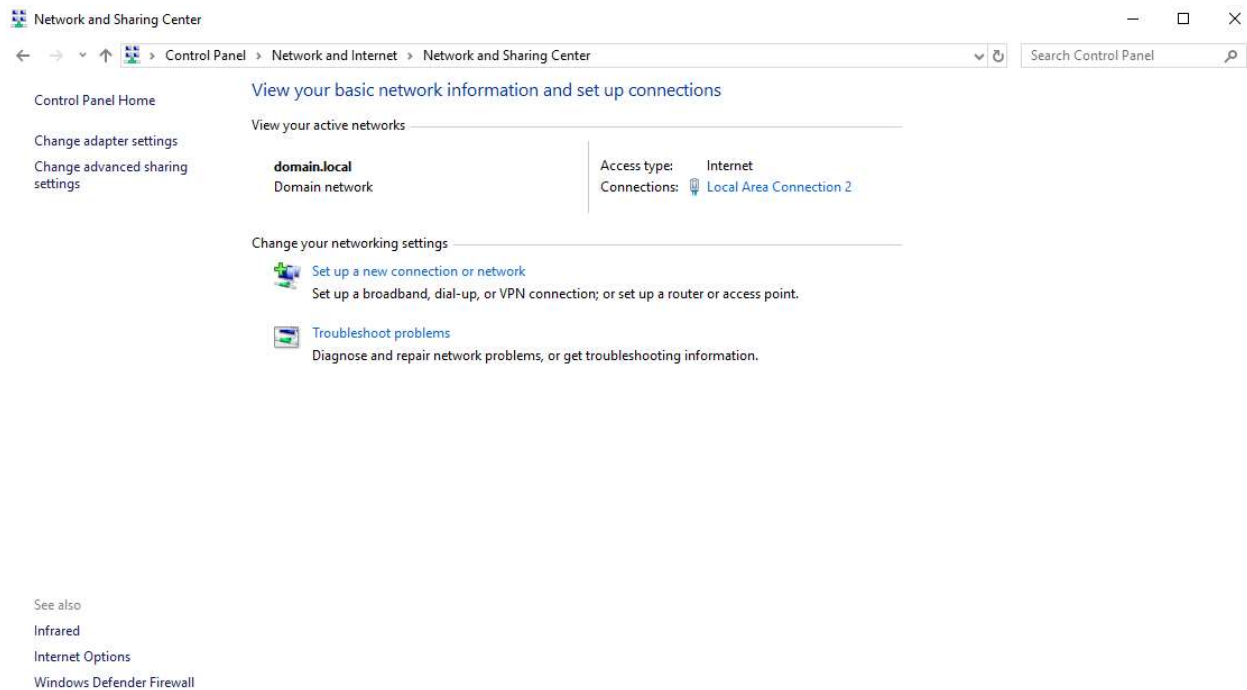 Network and Sharing Center
Control Panel > Network and Internet > Network and Sharing Center
Search Control Panel
Control Panel Home
Change adapter settings
Change advanced sharing
settings
View your basic network information and set up connections
View your active networks
domain.local
Domain network
Access type: Internet
Connections: Local Area Connection 2
Change your networking settings
Set up a new connection or network
Set up a broadband, dial-up, or VPN connection; or set up a router or access point.
Troubleshoot problems
Diagnose and repair network problems, or get troubleshooting information.
See also
Infrared
Internet Options
Windows Defender Firewall